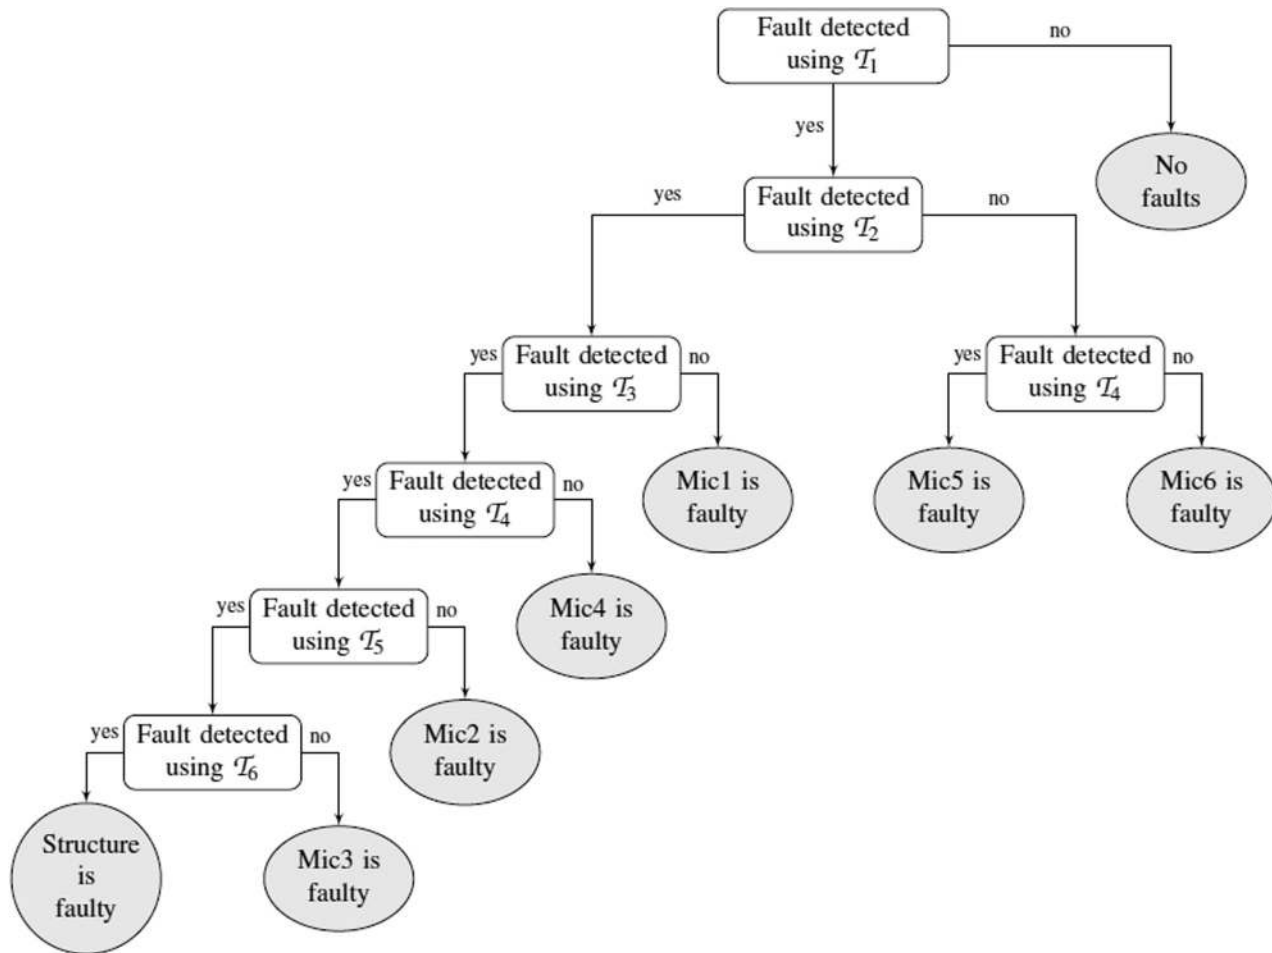 Fault detected
using 𝒯1
no
yes
No
faults
Fault detected
using 𝒯2
yes
no
Fault detected
using 𝒯3
yes
no
Fault detected
using 𝒯4
yes
no
Fault detected
using 𝒯4
yes
no
Mic1 is
faulty
Mic5 is
faulty
Mic6 is
faulty
Fault detected
using 𝒯5
yes
no
Mic4 is
faulty
Fault detected
using 𝒯6
yes
no
Mic2 is
faulty
Structure
is
faulty
Mic3 is
faulty